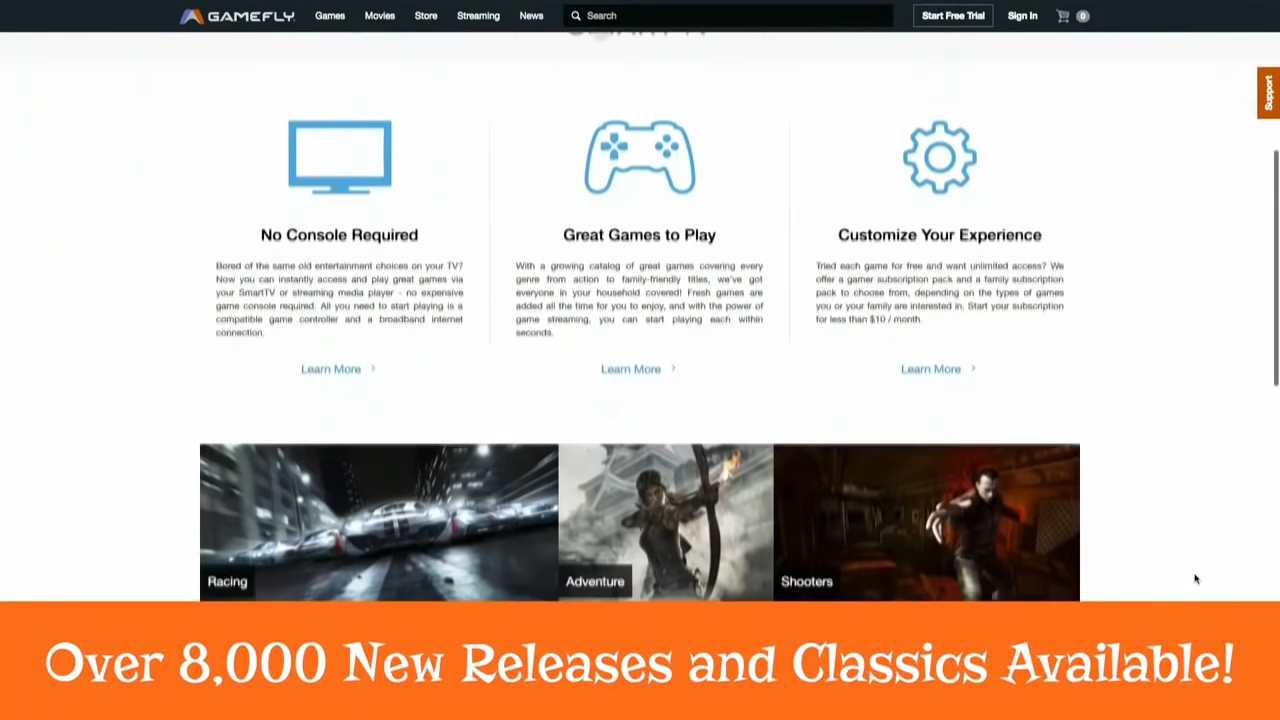 GAMEFLY. Games Movies Store Streaming News Search Start Free Trial Sign In 0
Support
No Console Required
Bored of the same old entertainment choices on your TV?
Now you can instantly access and play great games via
your SmartTV or streaming media player - no expensive
game console required. All you need to start playing is a
compatible game controller and a broadband internet
connection.
Learn More
Great Games to Play
With a growing catalog of great games covering every
genre from action to family-friendly titles, we've got
everyone in your household covered! Fresh games are
added all the time for you to enjoy, and with the power of
game streaming, you can start playing each within
seconds.
Learn More
Customize Your Experience
Tried each game for free and want unlimited access? We
offer a gamer subscription pack and a family subscription
pack to choose from, depending on the types of games
you or your family are interested in. Start your subscription
for less than $10 / month.
Learn More
Racing
Adventure
Shooters
Over 8,000 New Releases and Classics Available!